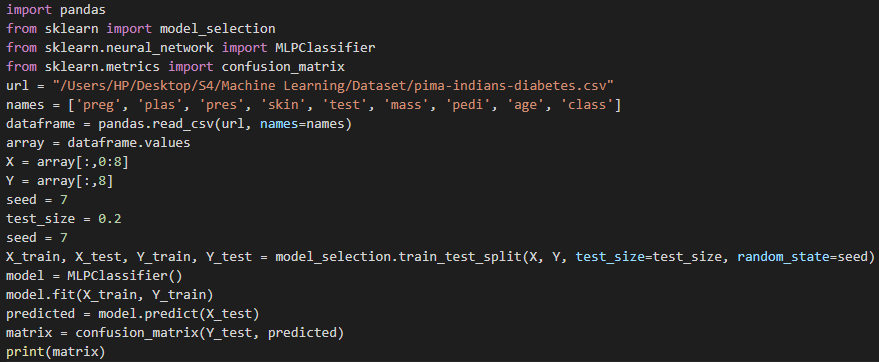 import pandas
from sklearn import model_selection
from sklearn.neural_network import MLPClassifier
from sklearn.metrics import confusion_matrix
url = "/Users/HP/Desktop/S4/Machine Learning/Dataset/pima-indians-diabetes.csv"
names = ['preg', 'plas', 'pres', 'skin', 'test', 'mass', 'pedi', 'age', 'class']
dataframe = pandas.read_csv(url, names=names)
array = dataframe.values
X = array[:,0:8]
Y = array[:,8]
seed = 7
test_size = 0.2
seed = 7
X_train, X_test, Y_train, Y_test = model_selection.train_test_split(X, Y, test_size=test_size, random_state=seed)
model = MLPClassifier()
model.fit(X_train, Y_train)
predicted = model.predict(X_test)
matrix = confusion_matrix(Y_test, predicted)
print(matrix)